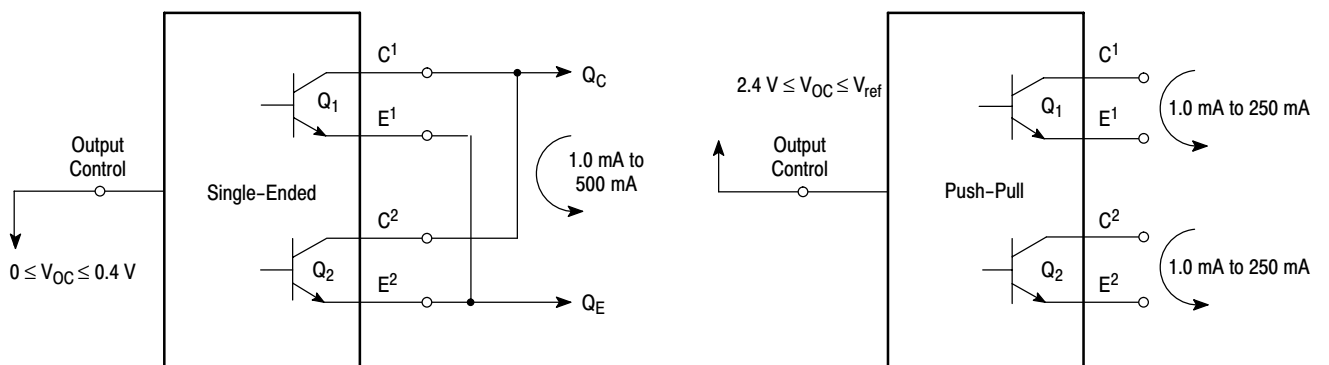 C¹
Q_C
Q₁
E¹
Output
Control
1.0 mA to
500 mA
Single-Ended
C²
0 ≤ V_OC ≤ 0.4 V
Q₂
E²
Q_E
C¹
2.4 V ≤ V_OC ≤ V_ref
Q₁
1.0 mA to 250 mA
E¹
Output
Control
Push-Pull
C²
Q₂
1.0 mA to 250 mA
E²